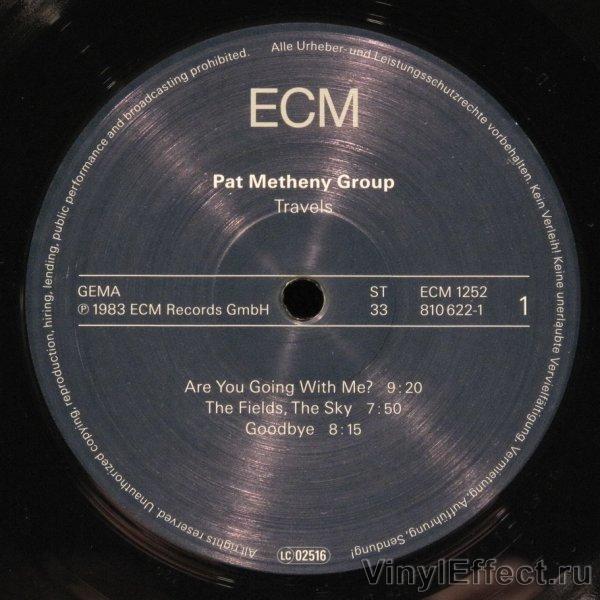 All rights reserved. Unauthorized copying, reproduction, hiring, lending, public performance and broadcasting prohibited.
Alle Urheber- und Leistungsschutzrechte vorbehalten. Kein Verleih! Keine unerlaubte Vervielfältigung, Vermietung, Aufführung, Sendung!
ECM
Pat Metheny Group
Travels
GEMA ST ECM 1252
℗ 1983 ECM Records GmbH 33 810 622-1 1
Are You Going With Me? 9:20
The Fields, The Sky 7:50
Goodbye 8:15
LC 02516
VinylEffect.ru